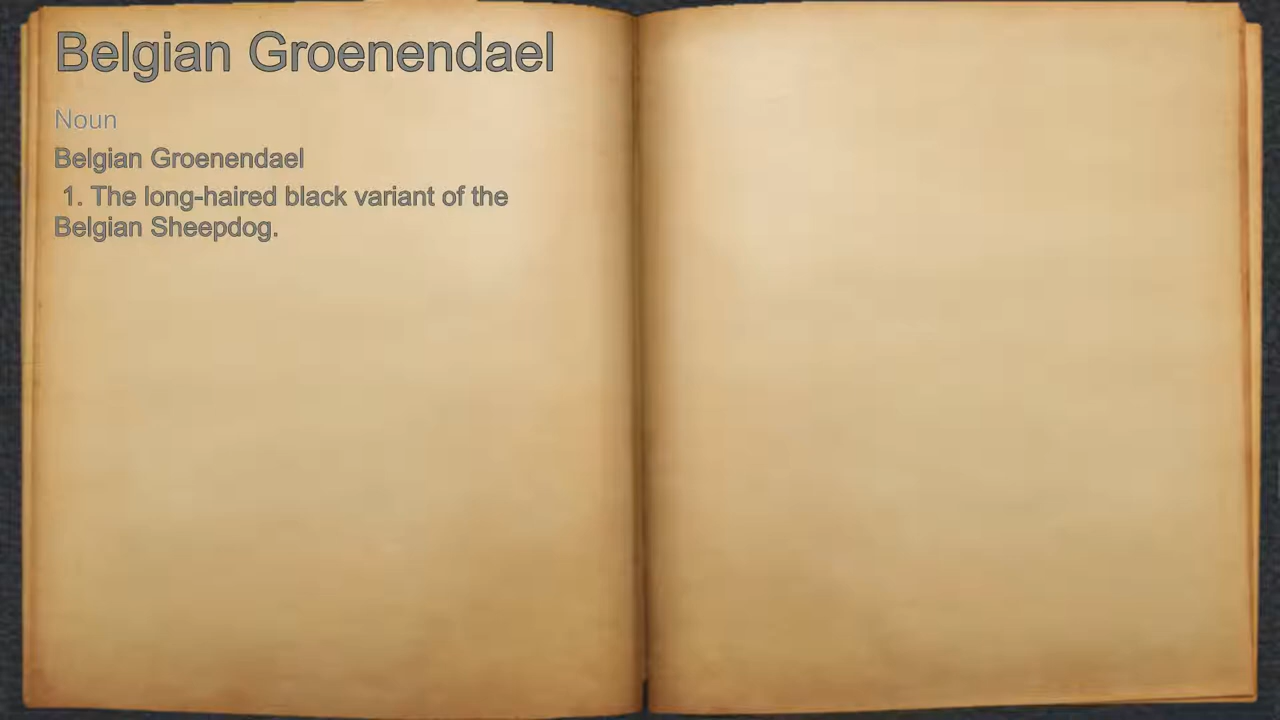 Belgian Groenendael
Noun
Belgian Groenendael
1. The long-haired black variant of the
Belgian Sheepdog.